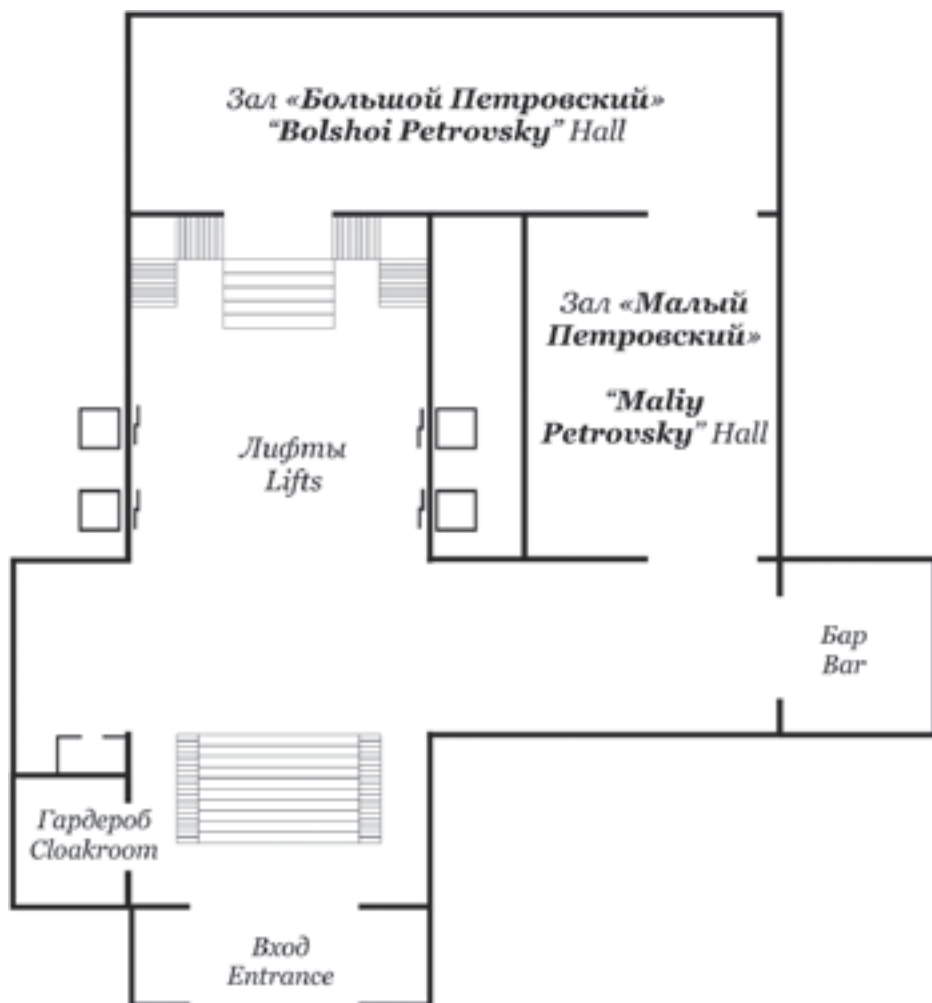 Зал «Большой Петровский»
“Bolshoi Petrovsky” Hall
Зал «Малый
Петровский»
“Maliy
Petrovsky” Hall
Лифты
Lifts
Бар
Bar
Гардероб
Cloakroom
Вход
Entrance